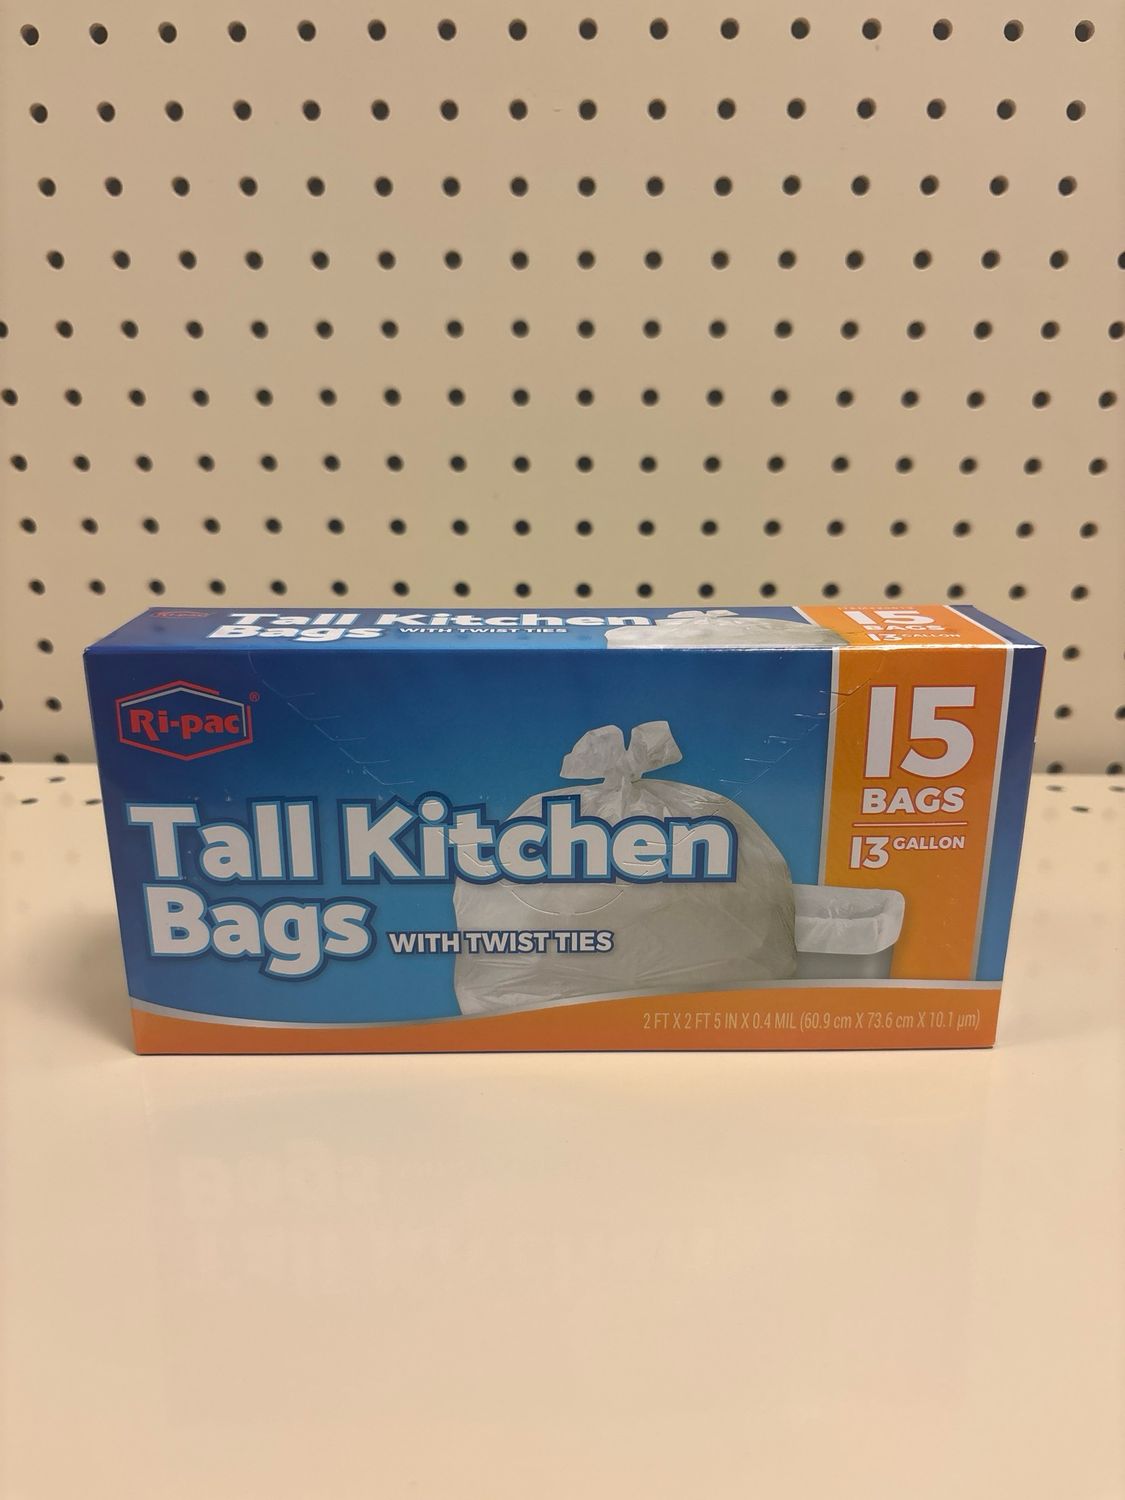 Ri-pac
Tall Kitchen
Bags WITH TWIST TIES
15
BAGS
13 GALLON
Ri-pac®
15
BAGS
13 GALLON
Tall Kitchen
Bags WITH TWIST TIES
2 FT X 2 FT 5 IN X 0.4 MIL (60.9 cm X 73.6 cm X 10.1 µm)